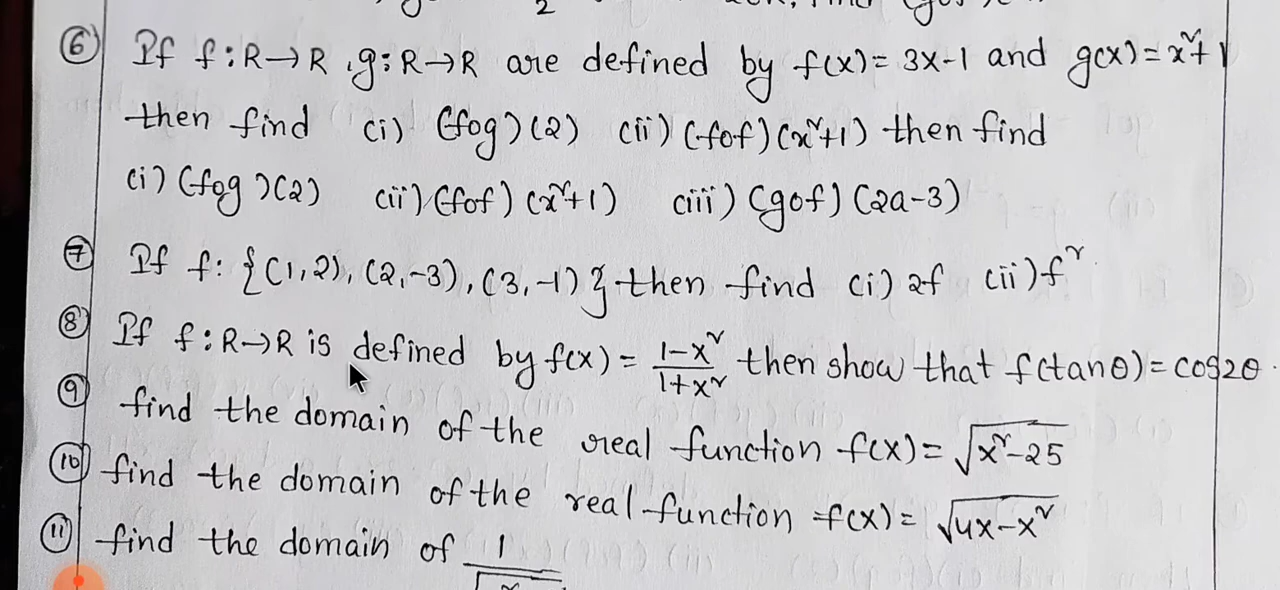 ⑥ If f:R→R, g:R→R are defined by f(x)= 3x-1 and g(x)= x²+1
then find (i) (fog)(2) (ii) (fof)(x²+1) then find
(i) (fog)(2) (ii) (fof)(x²+1) (iii) (gof)(2a-3)
⑦ If f: {(1,2), (2,-3), (3,-1)} then find (i) 2f (ii) f²
⑧ If f:R→R is defined by f(x) = \frac{1-x²}{1+x²} then show that f(tanθ)= cos2θ.
⑨ find the domain of the real function f(x)= √(x²-25)
⑩ find the domain of the real function f(x)= √(4x-x²)
⑪ find the domain of 1